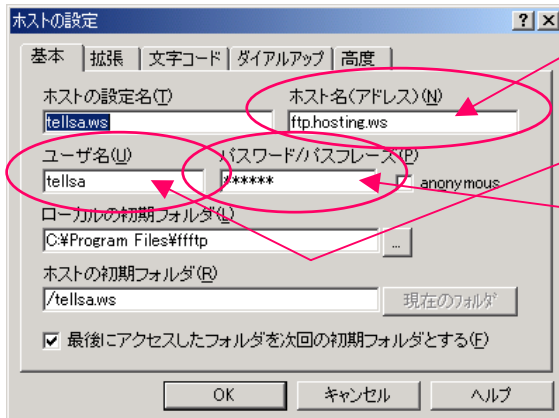 ホストの設定
基本 拡張 文字コード ダイアルアップ 高度
ホストの設定名(T) ホスト名(アドレス)(N)
tellsa.ws ftp.hosting.ws
ユーザ名(U) パスワード/パスフレーズ(P)
tellsa ****** anonymous
ローカルの初期フォルダ(L)
C:¥Program Files¥ffftp ...
ホストの初期フォルダ(R)
/tellsa.ws 現在のフォルダ
最後にアクセスしたフォルダを次回の初期フォルダとする(F)
OK キャンセル ヘルプ